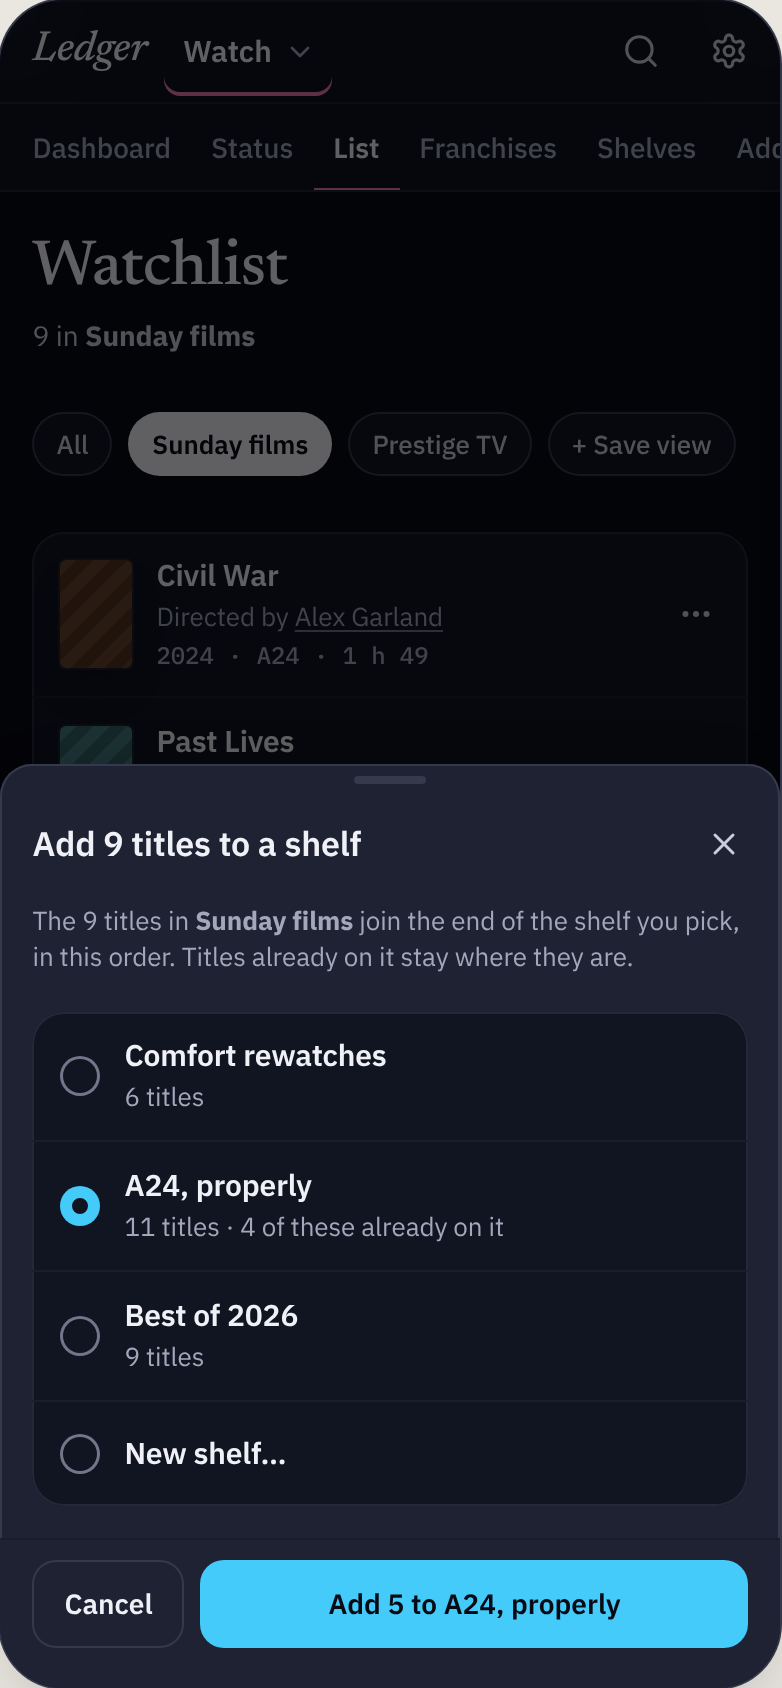 Ledger Watch
Dashboard Status List Franchises Shelves
Watchlist
9 in Sunday films
All Sunday films Prestige TV + Save view
Civil War
Directed by Alex Garland
2024 · A24 · 1 h 49
Past Lives
Add 9 titles to a shelf
The 9 titles in Sunday films join the end of the shelf you pick,
in this order. Titles already on it stay where they are.
Comfort rewatches
6 titles
A24, properly
11 titles · 4 of these already on it
Best of 2026
9 titles
New shelf...
Cancel Add 5 to A24, properly